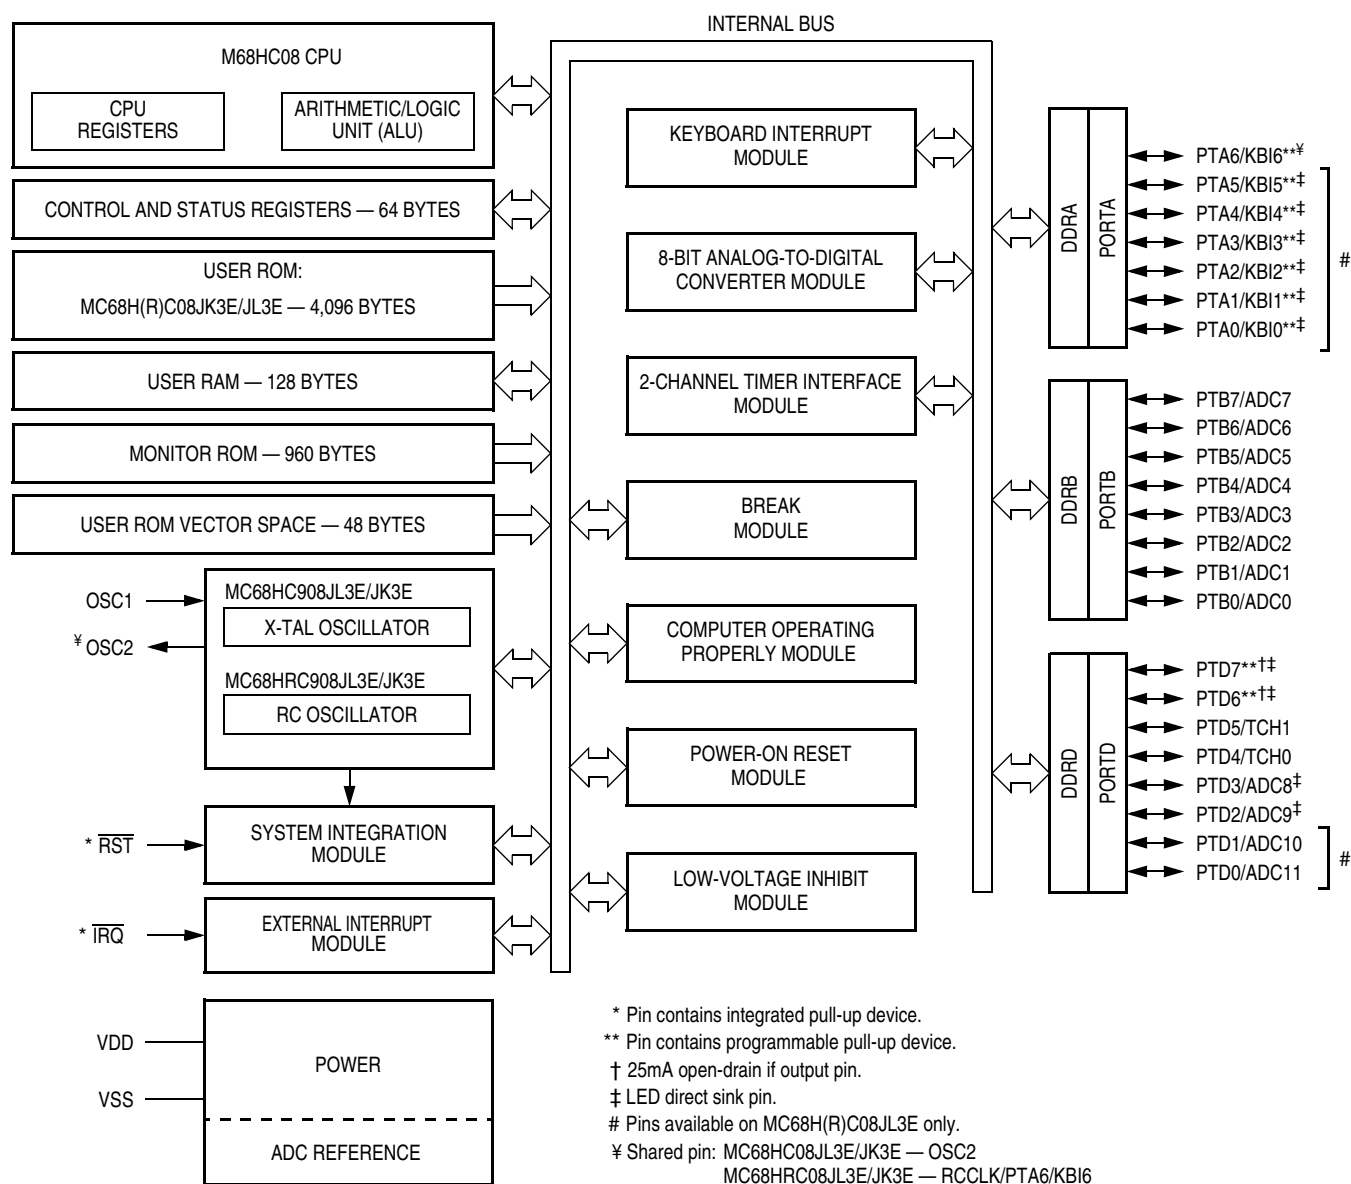 INTERNAL BUS
M68HC08 CPU
CPU
REGISTERS
ARITHMETIC/LOGIC
UNIT (ALU)
CONTROL AND STATUS REGISTERS — 64 BYTES
USER ROM:
MC68H(R)C08JK3E/JL3E — 4,096 BYTES
USER RAM — 128 BYTES
MONITOR ROM — 960 BYTES
USER ROM VECTOR SPACE — 48 BYTES
OSC1
¥ OSC2
MC68HC908JL3E/JK3E
X-TAL OSCILLATOR
MC68HRC908JL3E/JK3E
RC OSCILLATOR
* RST
SYSTEM INTEGRATION
MODULE
* IRQ
EXTERNAL INTERRUPT
MODULE
VDD
VSS
POWER
ADC REFERENCE
KEYBOARD INTERRUPT
MODULE
8-BIT ANALOG-TO-DIGITAL
CONVERTER MODULE
2-CHANNEL TIMER INTERFACE
MODULE
BREAK
MODULE
COMPUTER OPERATING
PROPERLY MODULE
POWER-ON RESET
MODULE
LOW-VOLTAGE INHIBIT
MODULE
DDRA
PORTA
PTA6/KBI6**¥
PTA5/KBI5**‡
PTA4/KBI4**‡
PTA3/KBI3**‡
PTA2/KBI2**‡
PTA1/KBI1**‡
PTA0/KBI0**‡
#
DDRB
PORTB
PTB7/ADC7
PTB6/ADC6
PTB5/ADC5
PTB4/ADC4
PTB3/ADC3
PTB2/ADC2
PTB1/ADC1
PTB0/ADC0
DDRD
PORTD
PTD7**†‡
PTD6**†‡
PTD5/TCH1
PTD4/TCH0
PTD3/ADC8‡
PTD2/ADC9‡
PTD1/ADC10
PTD0/ADC11
#
* Pin contains integrated pull-up device.
** Pin contains programmable pull-up device.
† 25mA open-drain if output pin.
‡ LED direct sink pin.
# Pins available on MC68H(R)C08JL3E only.
¥ Shared pin: MC68HC08JL3E/JK3E — OSC2
MC68HRC08JL3E/JK3E — RCCLK/PTA6/KBI6